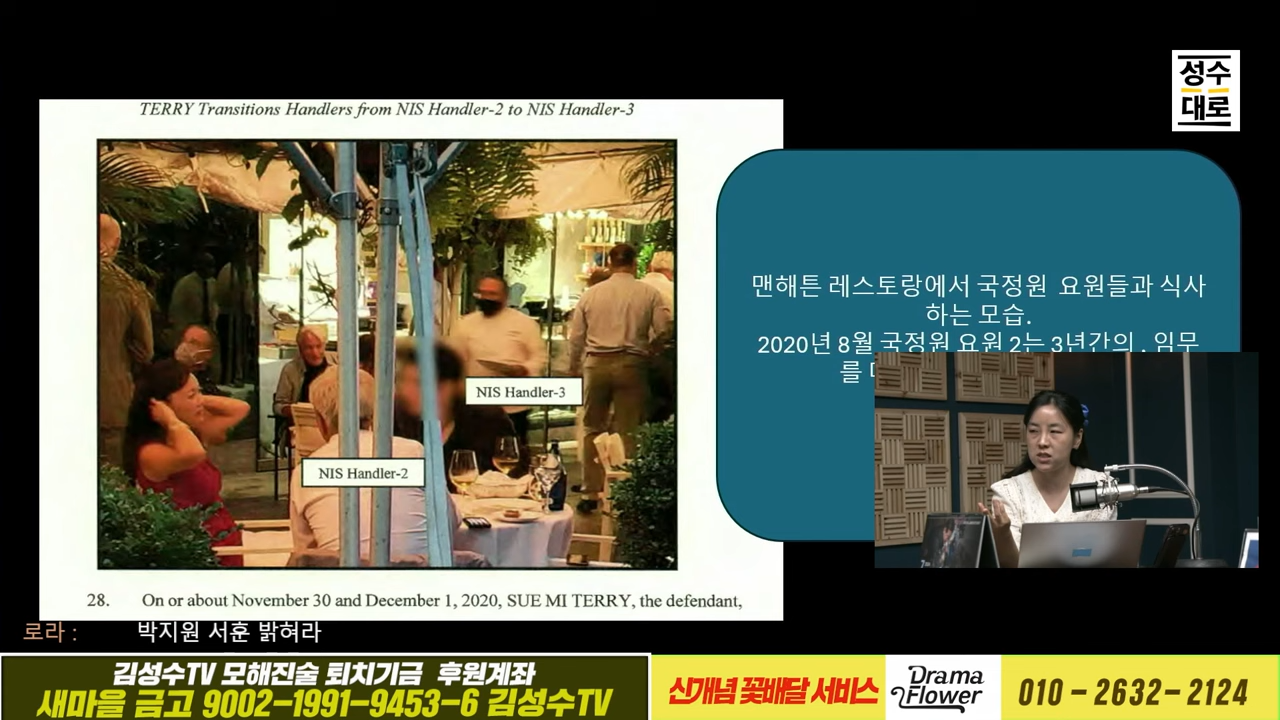 성수
대로
TERRY Transitions Handlers from NIS Handler-2 to NIS Handler-3
NIS Handler-3
NIS Handler-2
28. On or about November 30 and December 1, 2020, SUE MI TERRY, the defendant,
맨해튼 레스토랑에서 국정원 요원들과 식사
하는 모습.
2020년 8월 국정원 요원 2는 3년간의 . 임무
를
로라 : 박지원 서훈 밝혀라
김성수TV 모해진술 퇴치기금 후원계좌
새마을 금고 9002-1991-9453-6 김성수TV
신개념 꽃배달 서비스
Drama
Flower
010 - 2632 - 2124